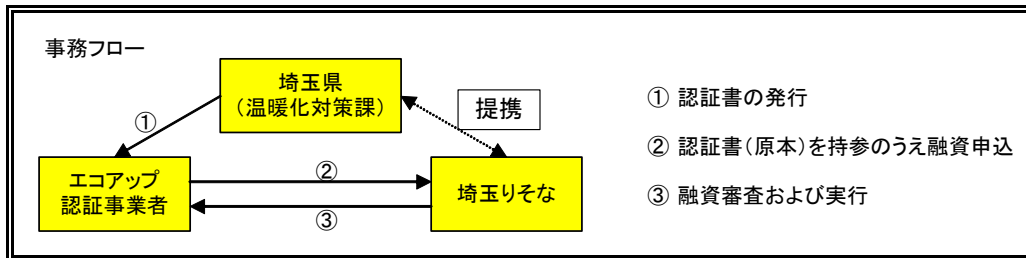 事務フロー
埼玉県
（温暖化対策課）
提携
①
エコアップ
認証事業者
②
③
埼玉りそな
① 認証書の発行
② 認証書（原本）を持参のうえ融資申込
③ 融資審査および実行